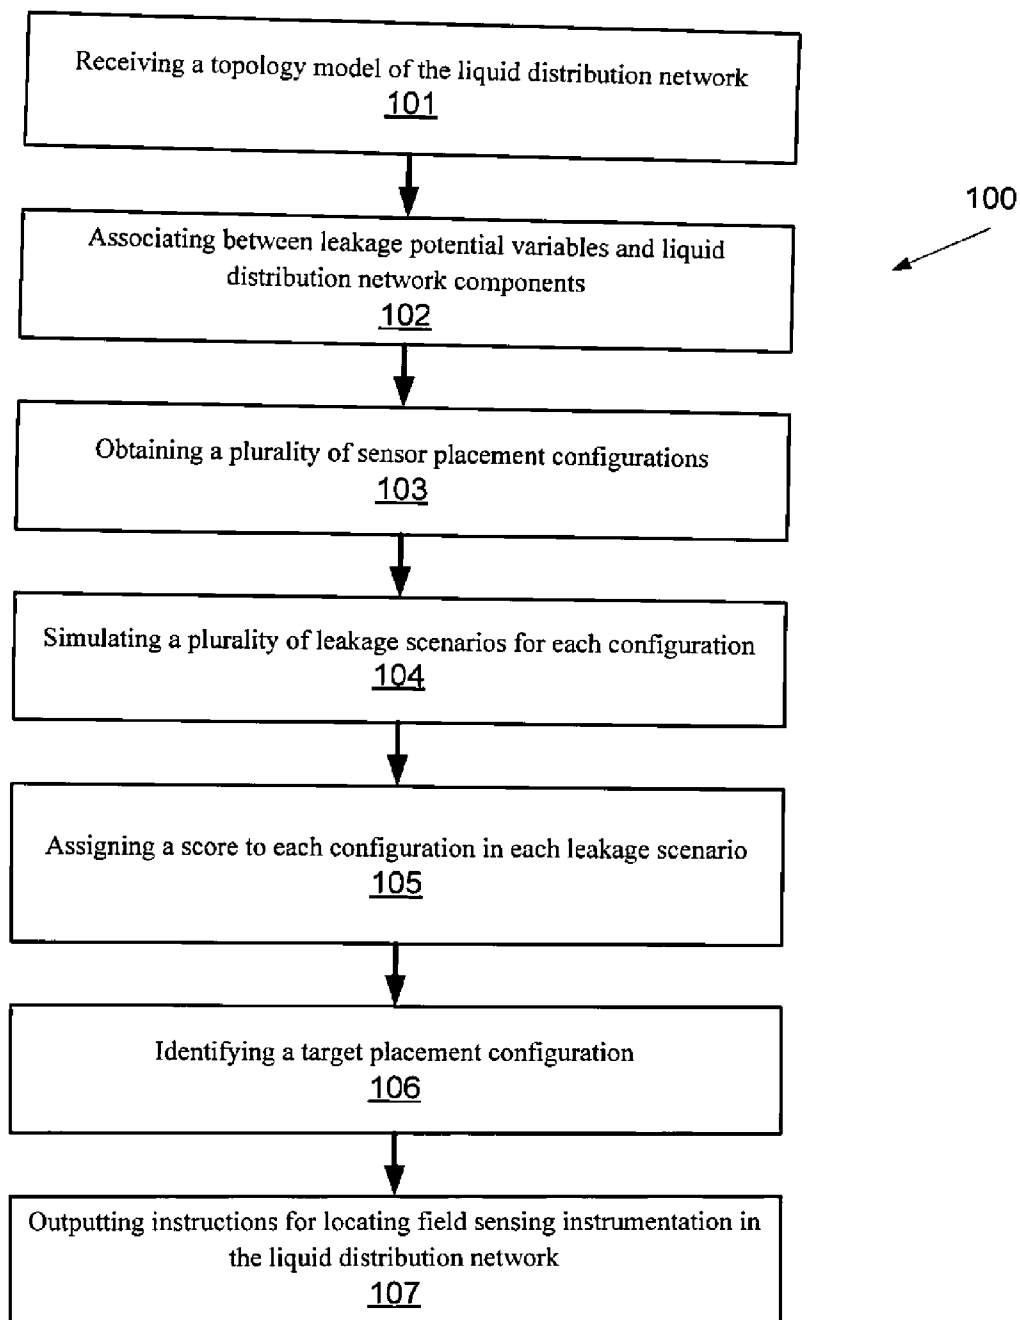 Receiving a topology model of the liquid distribution network
101
100
Associating between leakage potential variables and liquid
distribution network components
102
Obtaining a plurality of sensor placement configurations
103
Simulating a plurality of leakage scenarios for each configuration
104
Assigning a score to each configuration in each leakage scenario
105
Identifying a target placement configuration
106
Outputting instructions for locating field sensing instrumentation in
the liquid distribution network
107